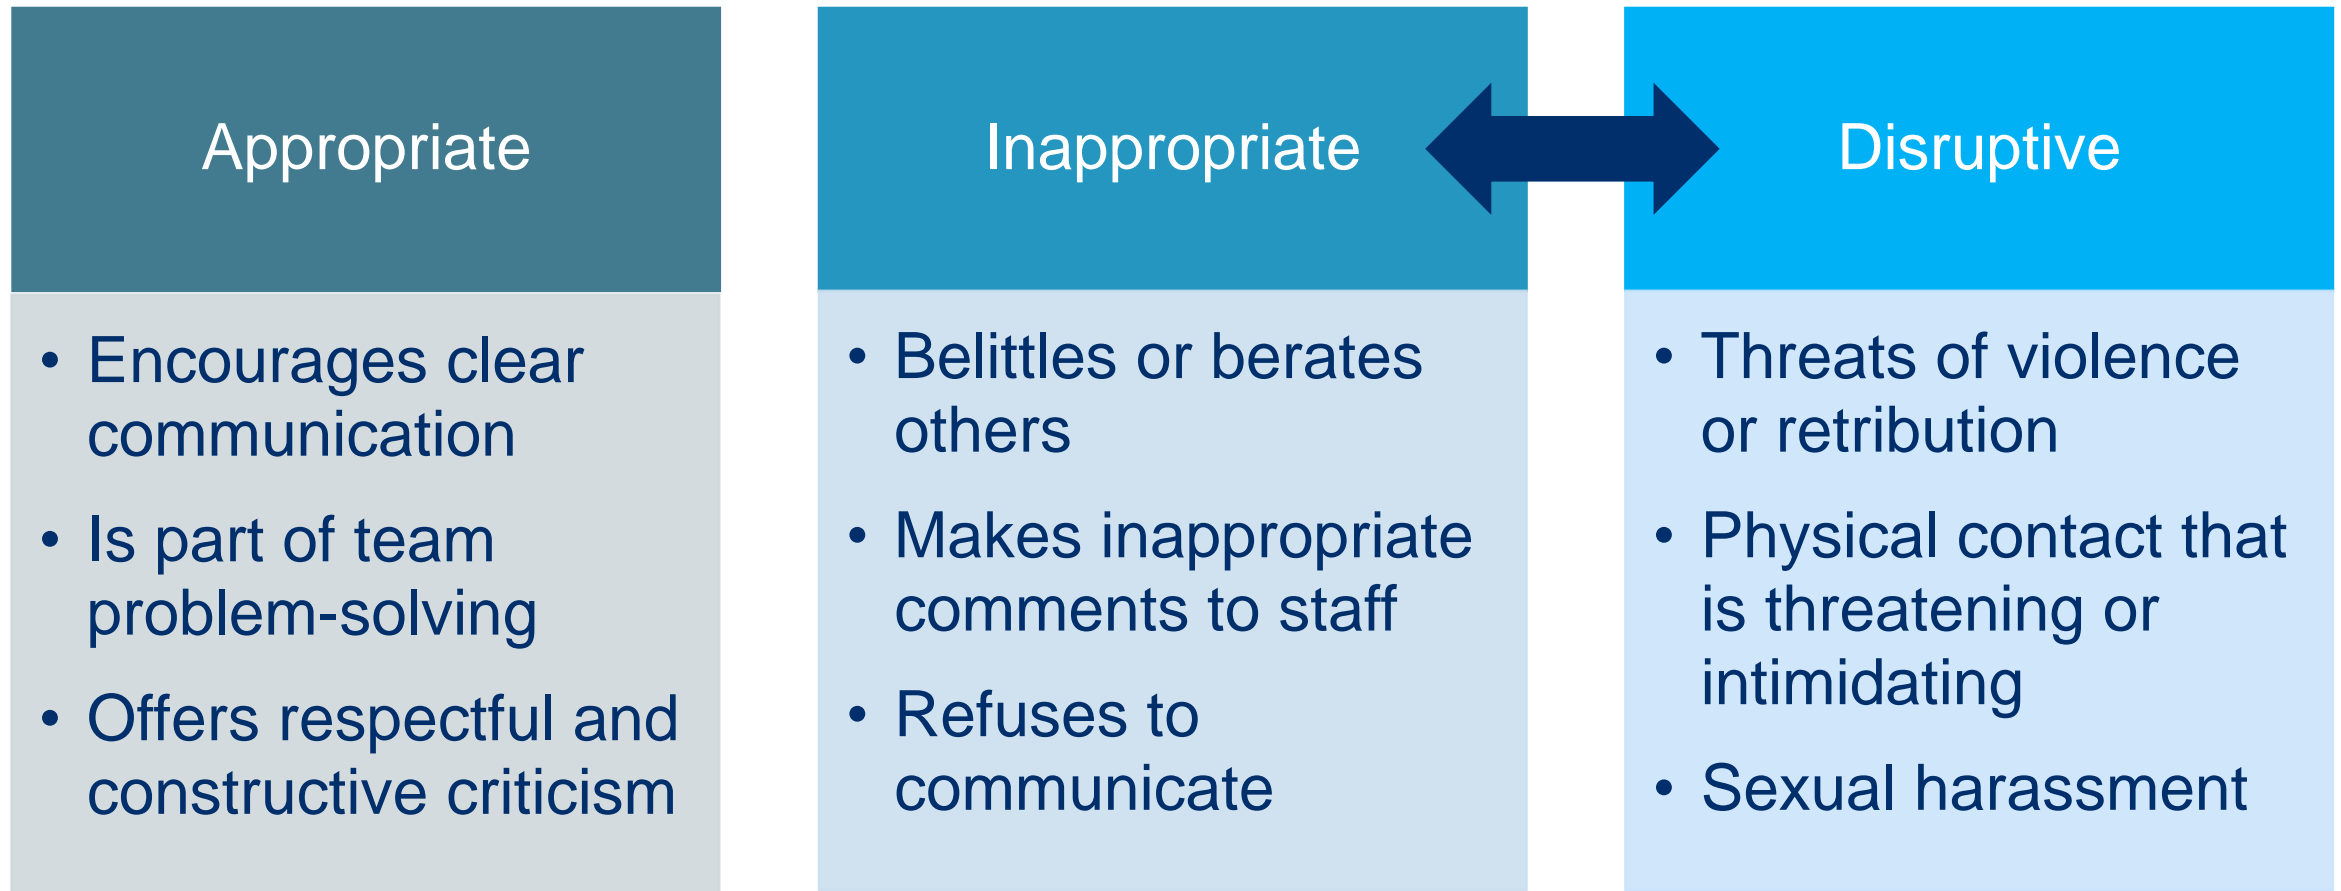 Appropriate
• Encourages clear
communication
• Is part of team
problem-solving
• Offers respectful and
constructive criticism
Inappropriate
• Belittles or berates
others
• Makes inappropriate
comments to staff
• Refuses to
communicate
Disruptive
• Threats of violence
or retribution
• Physical contact that
is threatening or
intimidating
• Sexual harassment